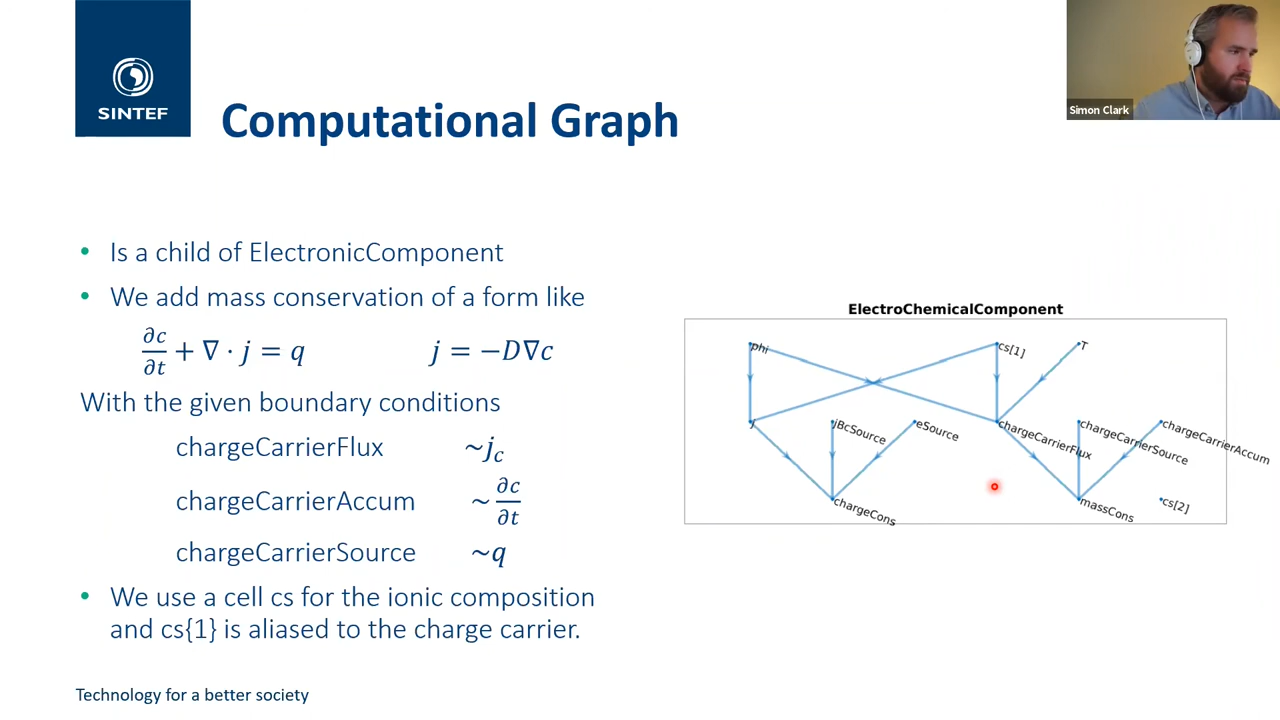 SINTEF
Computational Graph
Simon Clark
• Is a child of ElectronicComponent
• We add mass conservation of a form like
∂c/∂t + ∇ · j = q j = −D∇c
With the given boundary conditions
chargeCarrierFlux ~j_c
chargeCarrierAccum ~ ∂c/∂t
chargeCarrierSource ~q
• We use a cell cs for the ionic composition
and cs{1} is aliased to the charge carrier.
ElectroChemicalComponent
phi
cs[1]
T
j
jBcSource
eSource
chargeCarrierFlux
chargeCarrierSource
chargeCarrierAccum
chargeCons
massCons
cs[2]
Technology for a better society